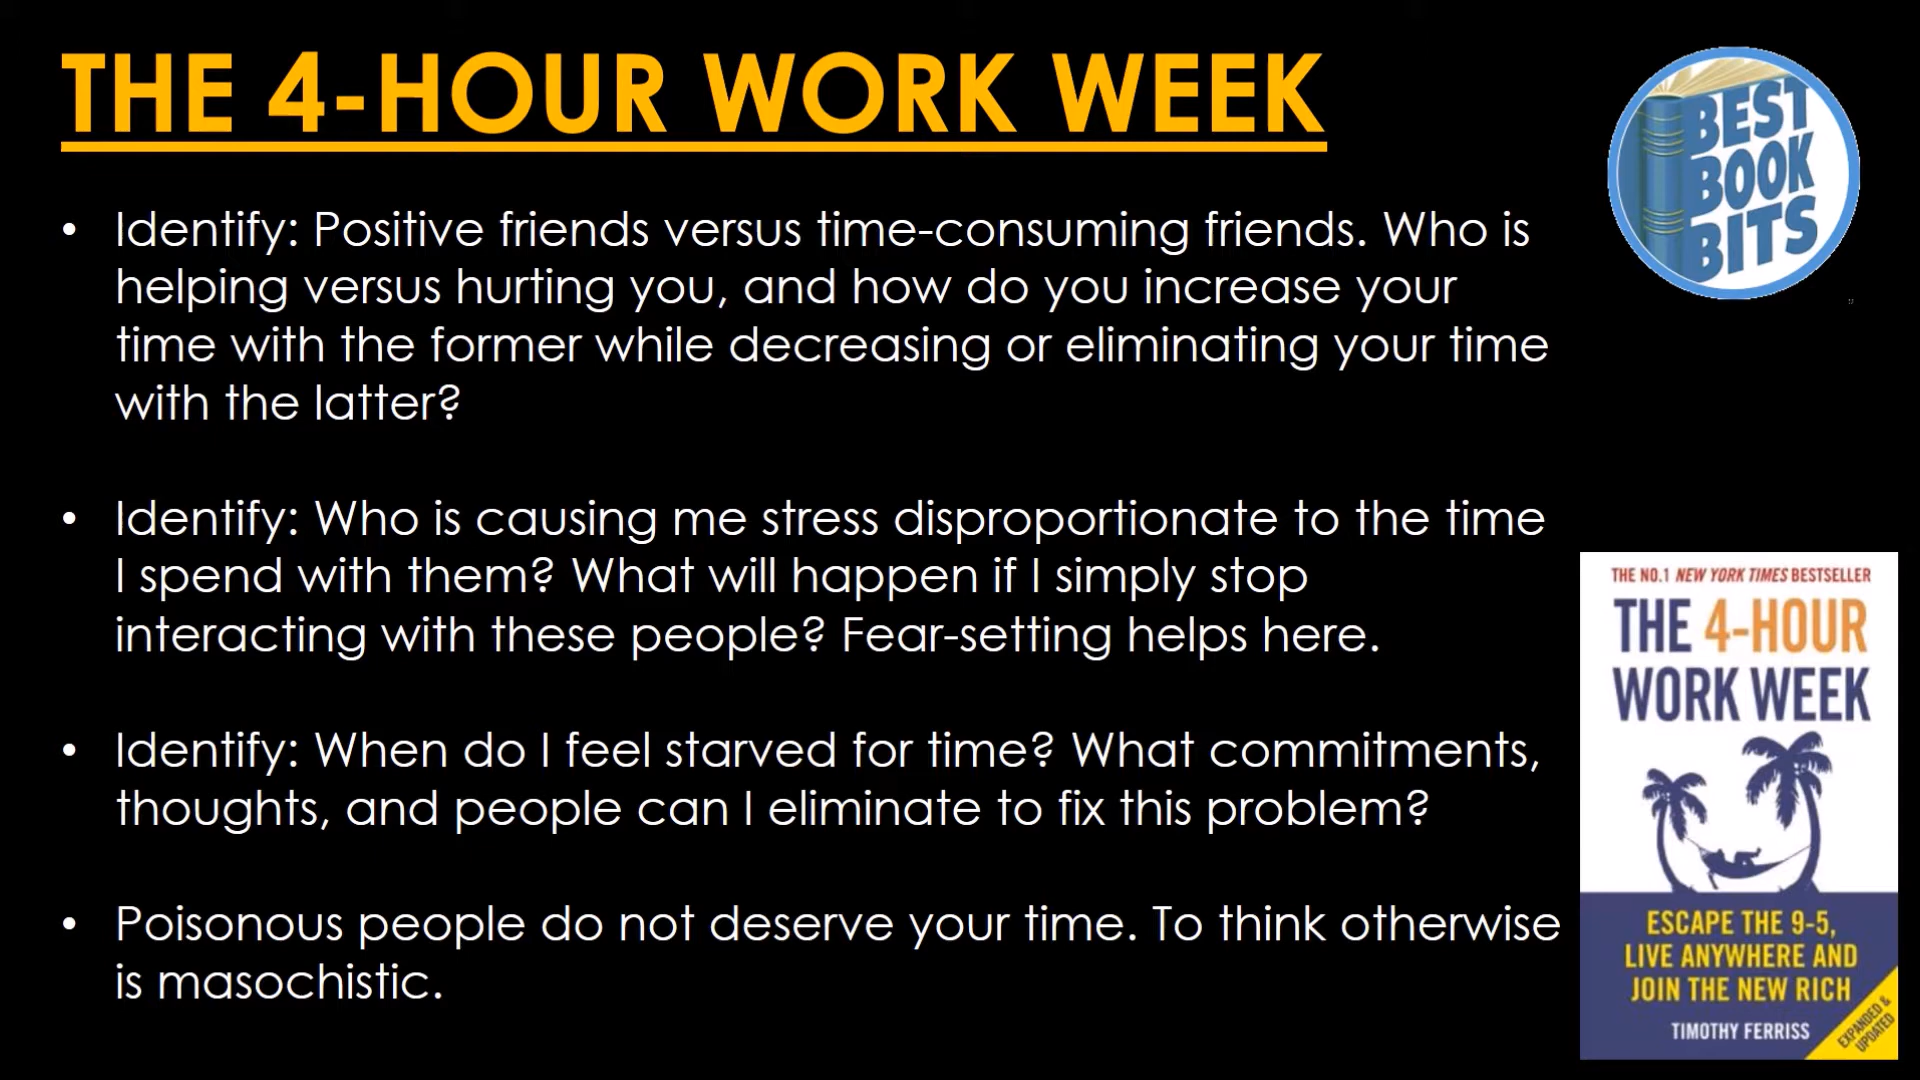 THE 4-HOUR WORK WEEK
BEST
BOOK
BITS
• Identify: Positive friends versus time-consuming friends. Who is
helping versus hurting you, and how do you increase your
time with the former while decreasing or eliminating your time
with the latter?
• Identify: Who is causing me stress disproportionate to the time
I spend with them? What will happen if I simply stop
interacting with these people? Fear-setting helps here.
• Identify: When do I feel starved for time? What commitments,
thoughts, and people can I eliminate to fix this problem?
• Poisonous people do not deserve your time. To think otherwise
is masochistic.
THE NO.1 NEW YORK TIMES BESTSELLER
THE 4-HOUR
WORK WEEK
ESCAPE THE 9-5,
LIVE ANYWHERE AND
JOIN THE NEW RICH
TIMOTHY FERRISS
EXPANDED &
UPDATED